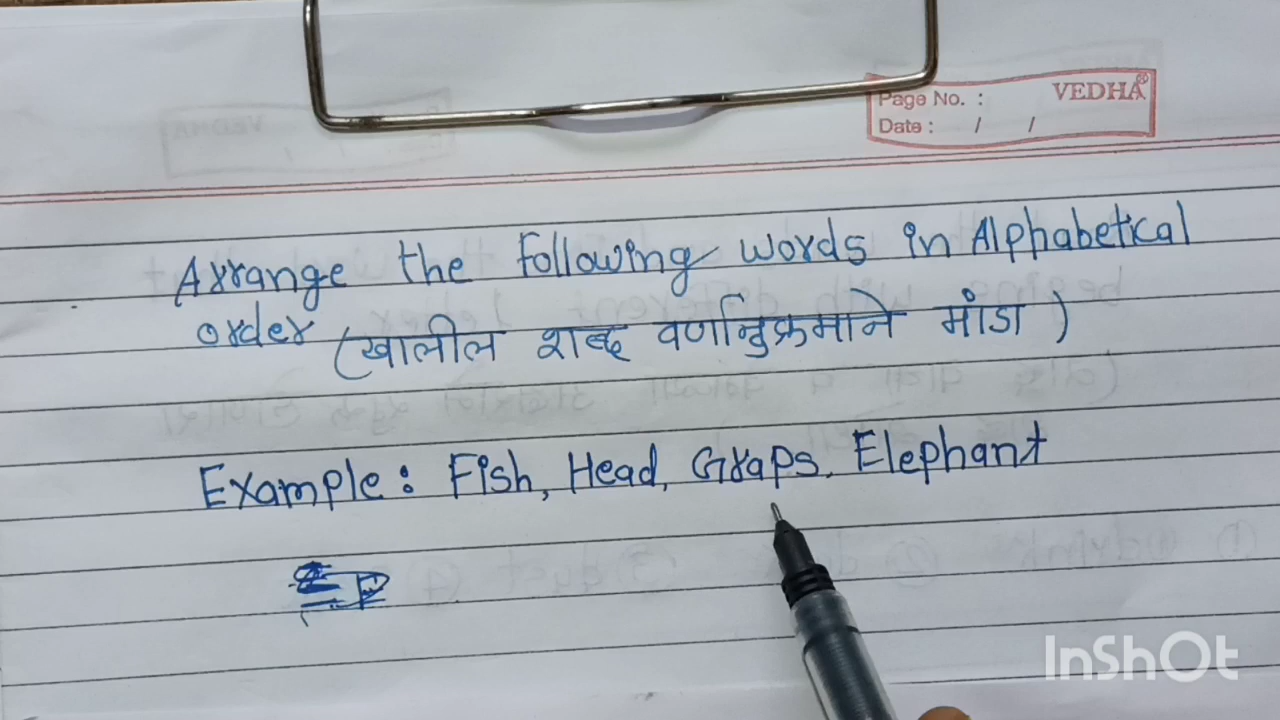 Page No. : VEDHA®
Date : / /
Arrange the following words in Alphabetical
order (खालील शब्द वर्णानुक्रमाने मांडा)
Example: Fish, Head, Graps, Elephant
InShOt